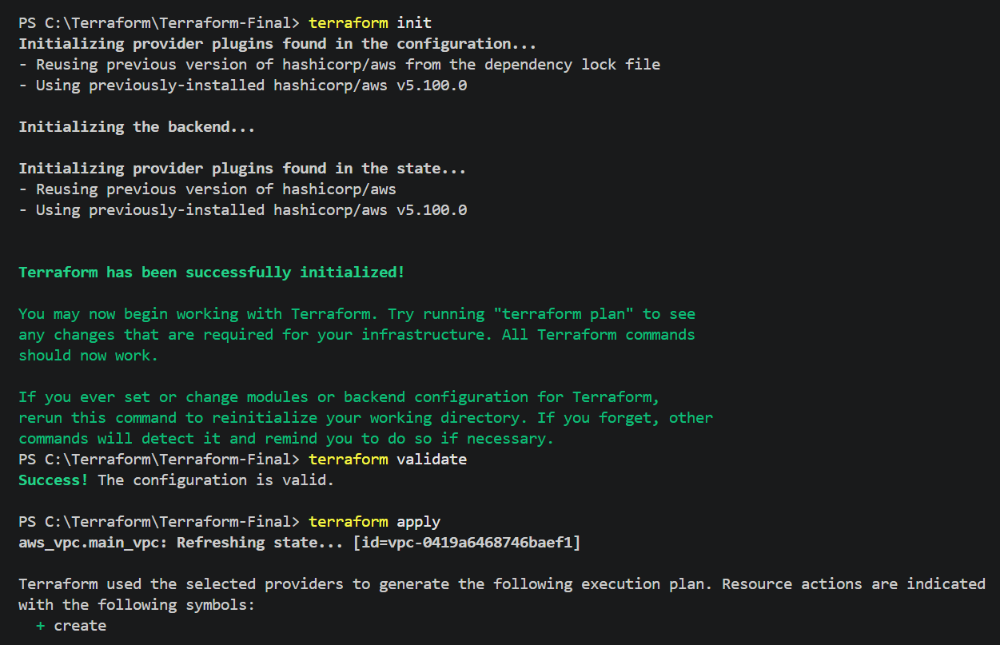 PS C:\Terraform\Terraform-Final> terraform init
Initializing provider plugins found in the configuration...
- Reusing previous version of hashicorp/aws from the dependency lock file
- Using previously-installed hashicorp/aws v5.100.0
Initializing the backend...
Initializing provider plugins found in the state...
- Reusing previous version of hashicorp/aws
- Using previously-installed hashicorp/aws v5.100.0
Terraform has been successfully initialized!
You may now begin working with Terraform. Try running "terraform plan" to see
any changes that are required for your infrastructure. All Terraform commands
should now work.
If you ever set or change modules or backend configuration for Terraform,
rerun this command to reinitialize your working directory. If you forget, other
commands will detect it and remind you to do so if necessary.
PS C:\Terraform\Terraform-Final> terraform validate
Success! The configuration is valid.
PS C:\Terraform\Terraform-Final> terraform apply
aws_vpc.main_vpc: Refreshing state... [id=vpc-0419a6468746baef1]
Terraform used the selected providers to generate the following execution plan. Resource actions are indicated
with the following symbols:
  + create